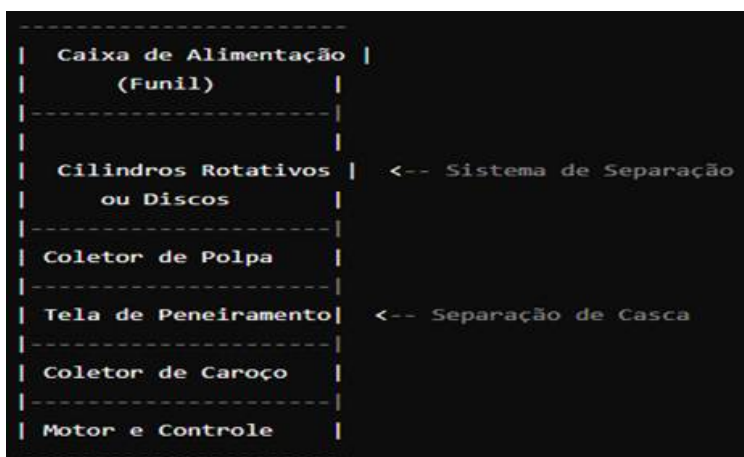 ------------------------
|  Caixa de Alimentação |
|      (Funil)        |
|---------------------|
|                     |
|  Cilindros Rotativos |  <-- Sistema de Separação
|     ou Discos       |
|---------------------|
| Coletor de Polpa    |
|---------------------|
| Tela de Peneiramento|  <-- Separação de Casca
|---------------------|
| Coletor de Caroço   |
|---------------------|
| Motor e Controle    |